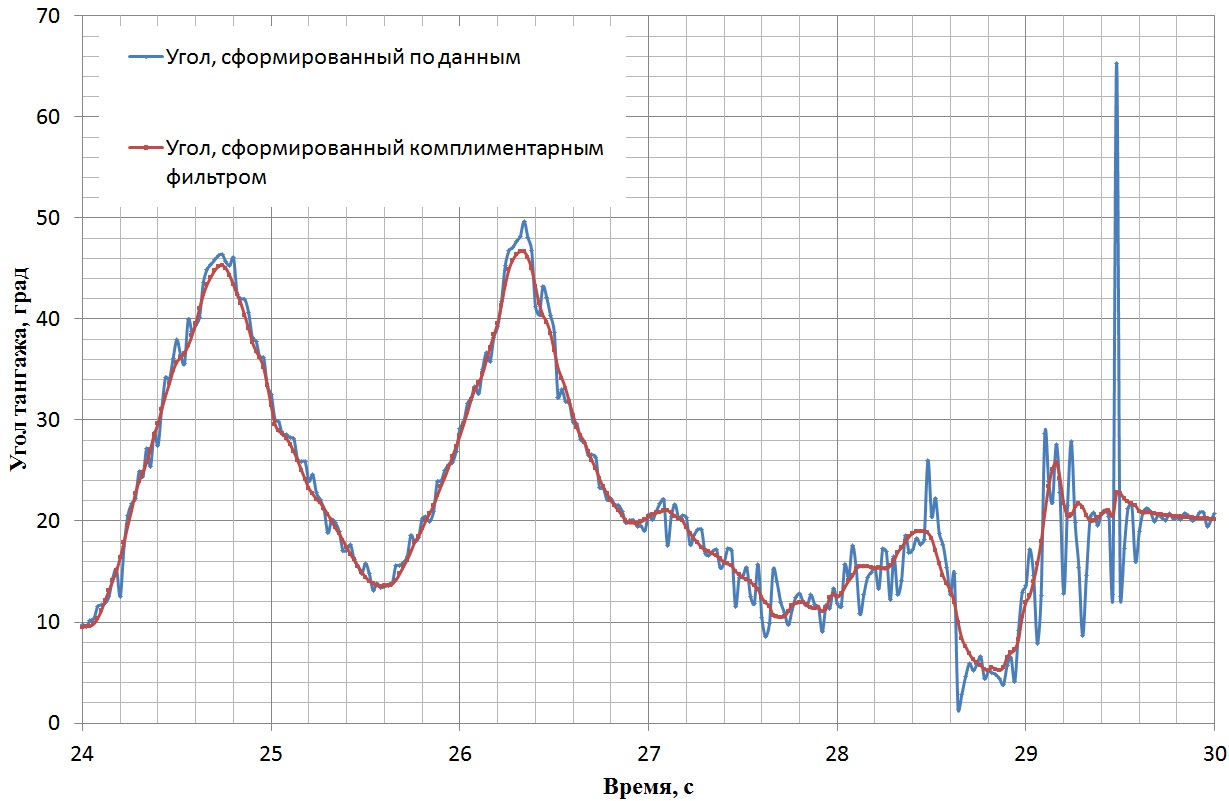 70
60
50
40
30
20
10
0
Угол тангажа, град
Угол, сформированный по данным
Угол, сформированный комплиментарным
фильтром
24 25 26 27 28 29 30
Время, с